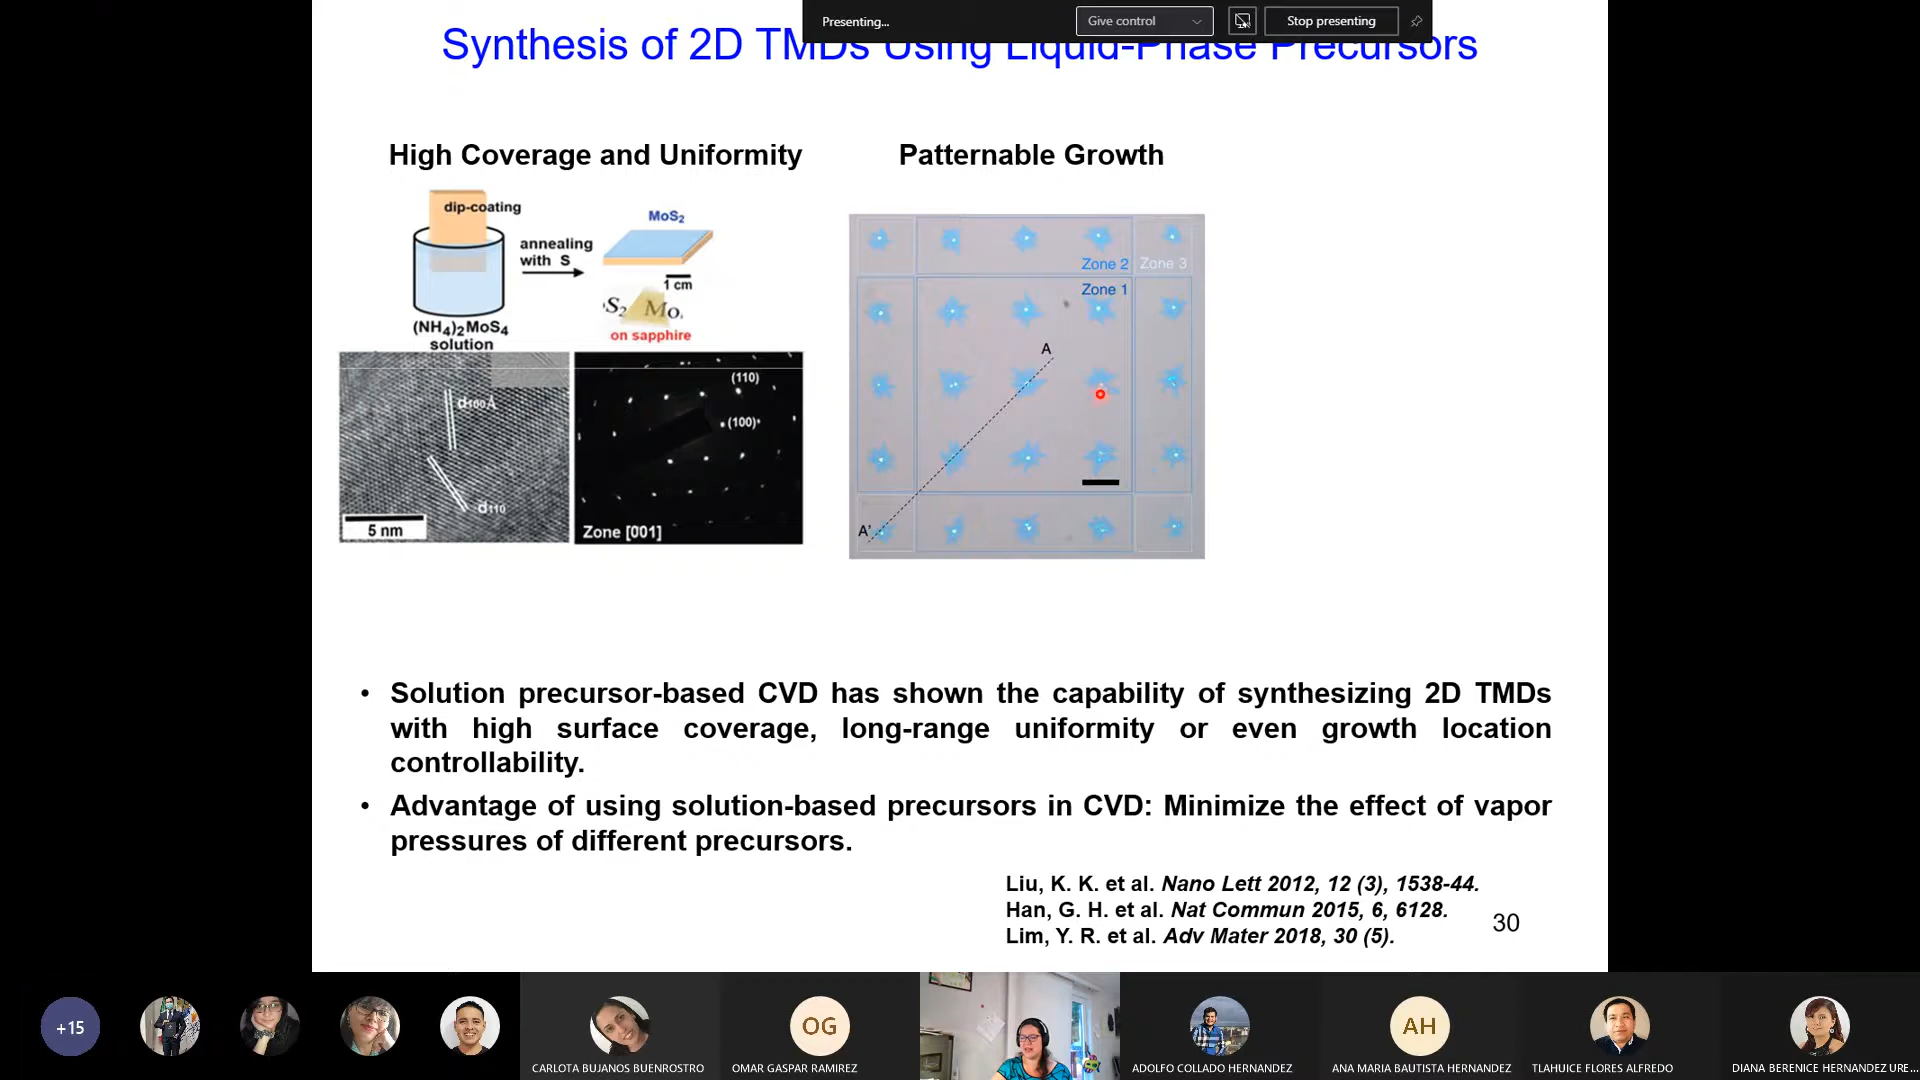 Presenting...
Give control
Stop presenting
Synthesis of 2D TMDs Using Liquid-Phase Precursors
High Coverage and Uniformity
Patternable Growth
dip-coating
annealing
with S
MoS2
1 cm
S2 Mo
on sapphire
(NH4)2MoS4
solution
d100Å
d110
5 nm
(110)
(100)
Zone [001]
Zone 2
Zone 3
Zone 1
A
A'
• Solution precursor-based CVD has shown the capability of synthesizing 2D TMDs
with high surface coverage, long-range uniformity or even growth location
controllability.
• Advantage of using solution-based precursors in CVD: Minimize the effect of vapor
pressures of different precursors.
Liu, K. K. et al. Nano Lett 2012, 12 (3), 1538-44.
Han, G. H. et al. Nat Commun 2015, 6, 6128.
Lim, Y. R. et al. Adv Mater 2018, 30 (5).
30
+15
OG
AH
CARLOTA BUJANOS BUENROSTRO
OMAR GASPAR RAMIREZ
ADOLFO COLLADO HERNANDEZ
ANA MARIA BAUTISTA HERNANDEZ
TLAHUICE FLORES ALFREDO
DIANA BERENICE HERNANDEZ URE...